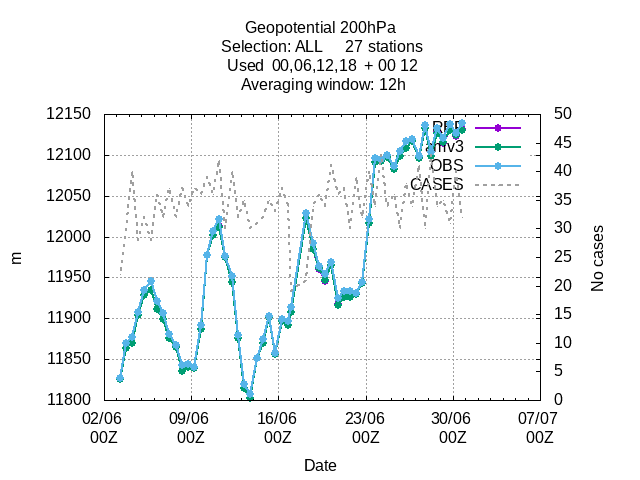 Geopotential 200hPa
Selection: ALL     27 stations
Used  00,06,12,18  + 00 12
Averaging window: 12h
12150
12100
12050
12000
11950
11900
11850
11800
m
50
45
40
35
30
25
20
15
10
5
0
No cases
REF
arriv3
OBS
CASES
02/06 09/06 16/06 23/06 30/06 07/07
00Z 00Z 00Z 00Z 00Z 00Z
Date